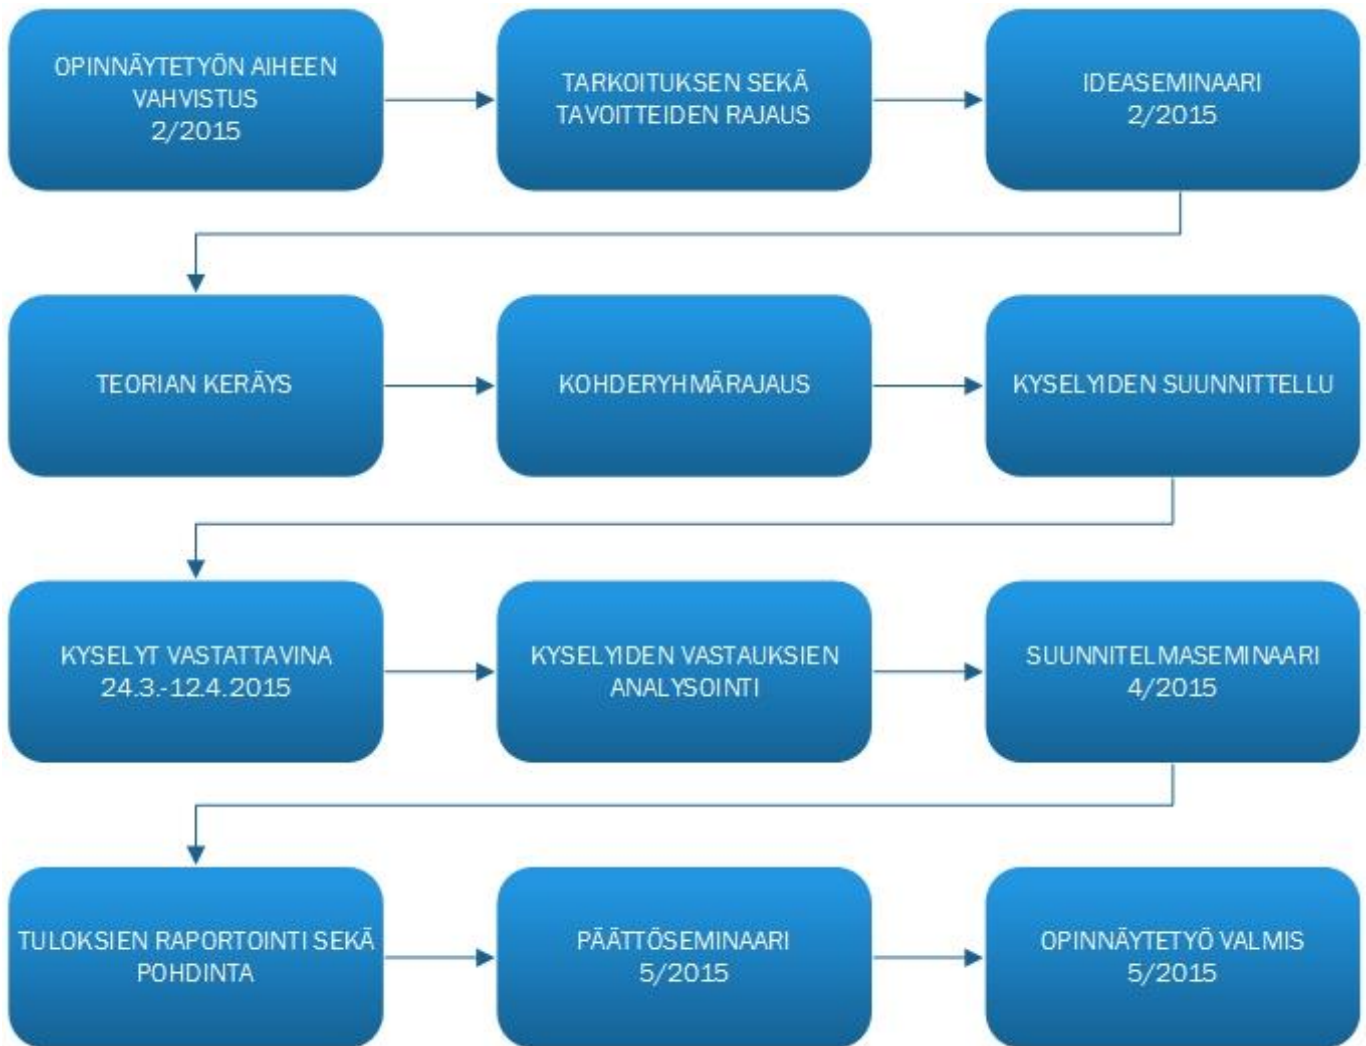 OPINNÄYTETYÖN AIHEEN
VAHVISTUS
2/2015
TARKOITUKSEN SEKÄ
TAVOITTEIDEN RAJAUS
IDEASEMINAARI
2/2015
TEORIAN KERÄYS
KOHDERYHMÄRAJAUS
KYSELYIDEN SUUNNITTELLU
KYSELYT VASTATTAVINA
24.3.-12.4.2015
KYSELYIDEN VASTAUKSIEN
ANALYSOINTI
SUUNNITELMASEMINAARI
4/2015
TULOKSIEN RAPORTOINTI SEKÄ
POHDINTA
PÄÄTTÖSEMINAARI
5/2015
OPINNÄYTETYÖ VALMIS
5/2015